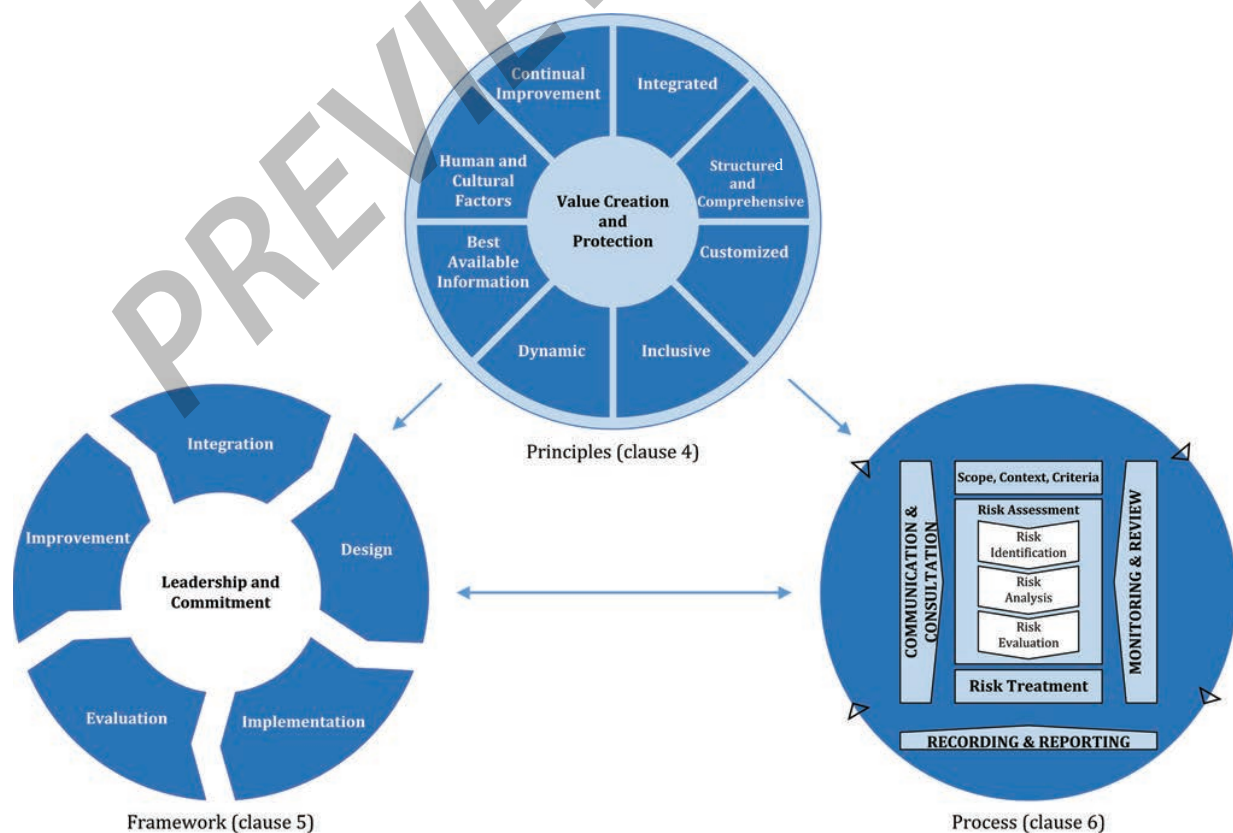 PREVIE
Continual
Improvement
Integrated
Human and
Cultural
Factors
Structured
and
Comprehensive
Value Creation
and
Protection
Best
Available
Information
Customized
Dynamic
Inclusive
Principles (clause 4)
Integration
Improvement
Design
Leadership and
Commitment
Evaluation
Implementation
Framework (clause 5)
COMMUNICATION &
CONSULTATION
Scope, Context, Criteria
Risk Assessment
Risk
Identification
Risk
Analysis
Risk
Evaluation
Risk Treatment
MONITORING & REVIEW
RECORDING & REPORTING
Process (clause 6)